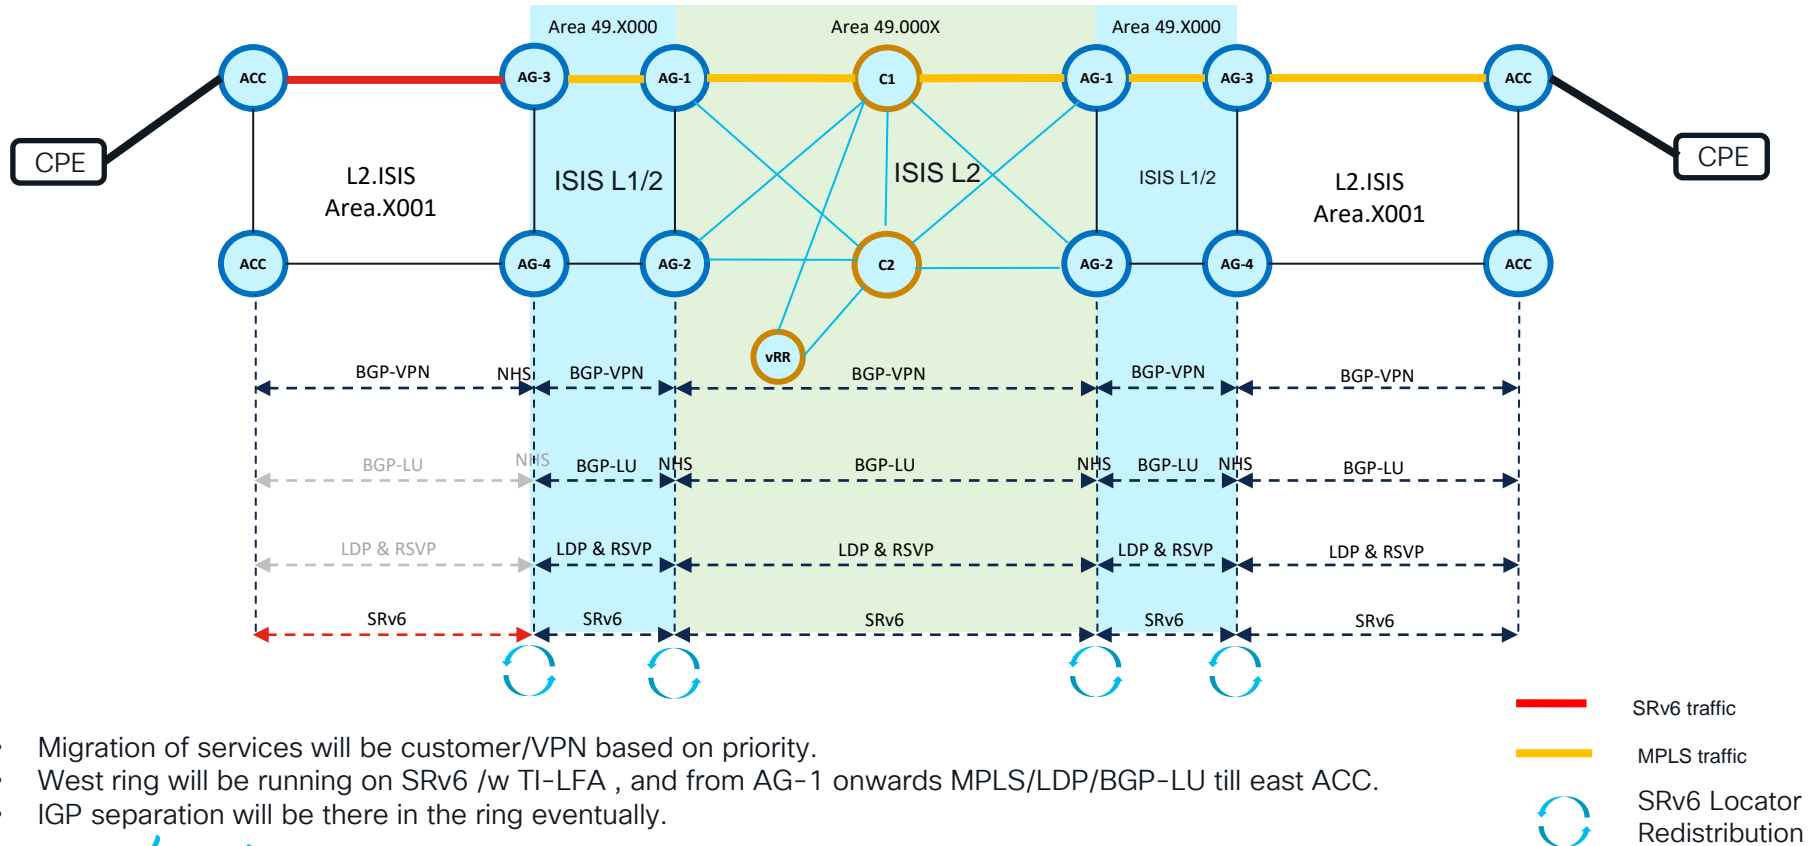 Area 49.X000
Area 49.000X
Area 49.X000
ACC
AG-3
AG-1
C1
AG-1
AG-3
ACC
CPE
CPE
L2.ISIS
Area.X001
ISIS L1/2
ISIS L2
ISIS L1/2
L2.ISIS
Area.X001
ACC
AG-4
AG-2
C2
AG-2
AG-4
ACC
vRR
BGP-VPN
NHS
BGP-VPN
BGP-VPN
BGP-VPN
BGP-VPN
BGP-LU
NHS
BGP-LU
NHS
BGP-LU
NHS
BGP-LU
NHS
BGP-LU
LDP & RSVP
LDP & RSVP
LDP & RSVP
LDP & RSVP
LDP & RSVP
SRv6
SRv6
SRv6
SRv6
SRv6
• Migration of services will be customer/VPN based on priority.
• West ring will be running on SRv6 /w TI-LFA , and from AG-1 onwards MPLS/LDP/BGP-LU till east ACC.
• IGP separation will be there in the ring eventually.
SRv6 traffic
MPLS traffic
SRv6 Locator
Redistribution